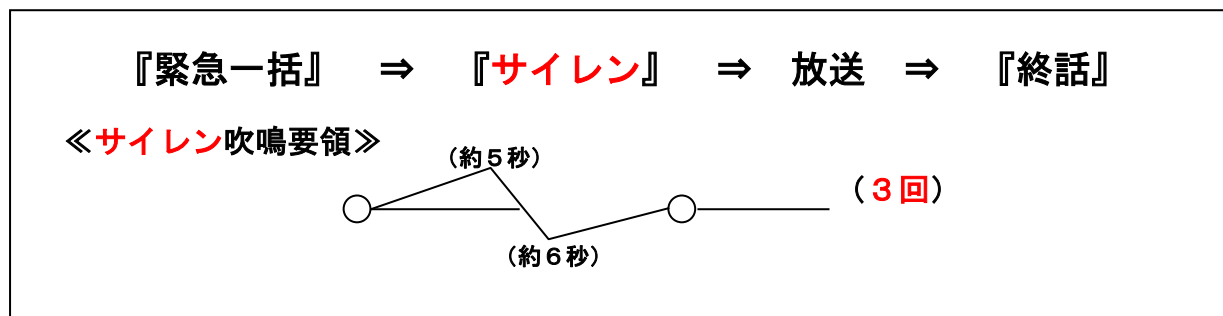 『緊急一括』 ⇒ 『サイレン』 ⇒ 放送 ⇒ 『終話』
≪サイレン吹鳴要領≫
（約５秒）
（３回）
（約６秒）